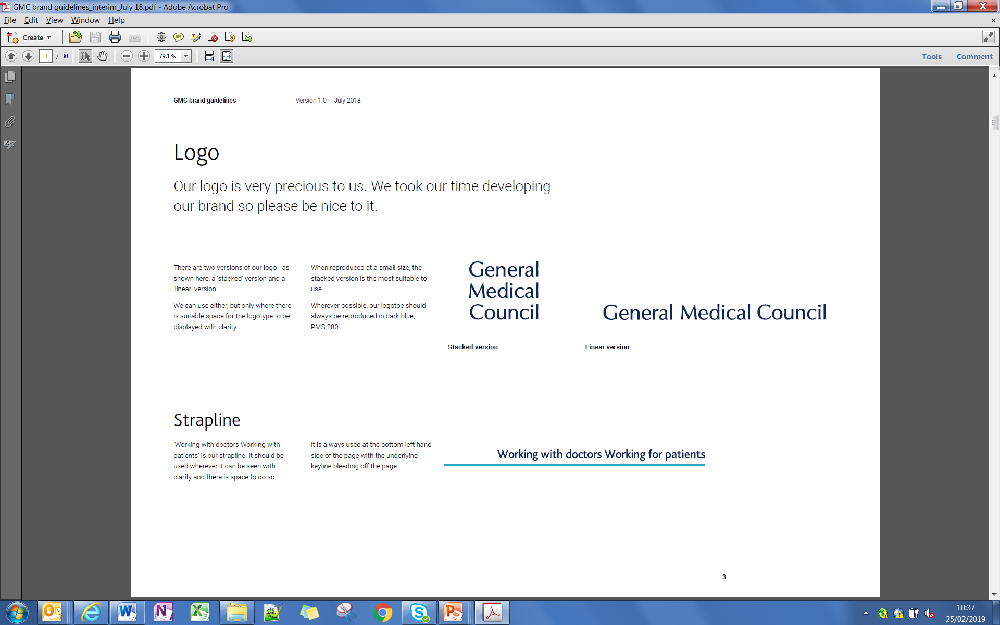 GMC brand guidelines_interim_July 18.pdf - Adobe Acrobat Pro
File Edit View Window Help
Create
3 / 30 79.1% Tools Comment
GMC brand guidelines Version 1.0 July 2018
Logo
Our logo is very precious to us. We took our time developing
our brand so please be nice to it.
There are two versions of our logo - as
shown here, a ‘stacked’ version and a
‘linear’ version.
We can use either, but only where there
is suitable space for the logotype to be
displayed with clarity.
When reproduced at a small size, the
stacked version is the most suitable to
use.
Wherever possible, our logotpe should
always be reproduced in dark blue,
PMS 280.
General
Medical
Council
Stacked version
General Medical Council
Linear version
Strapline
‘Working with doctors Working with
patients’ is our strapline. It should be
used wherever it can be seen with
clarity and there is space to do so.
It is always used at the bottom left hand
side of the page with the underlying
keyline bleeding off the page.
Working with doctors Working for patients
3
10:37
25/02/2019